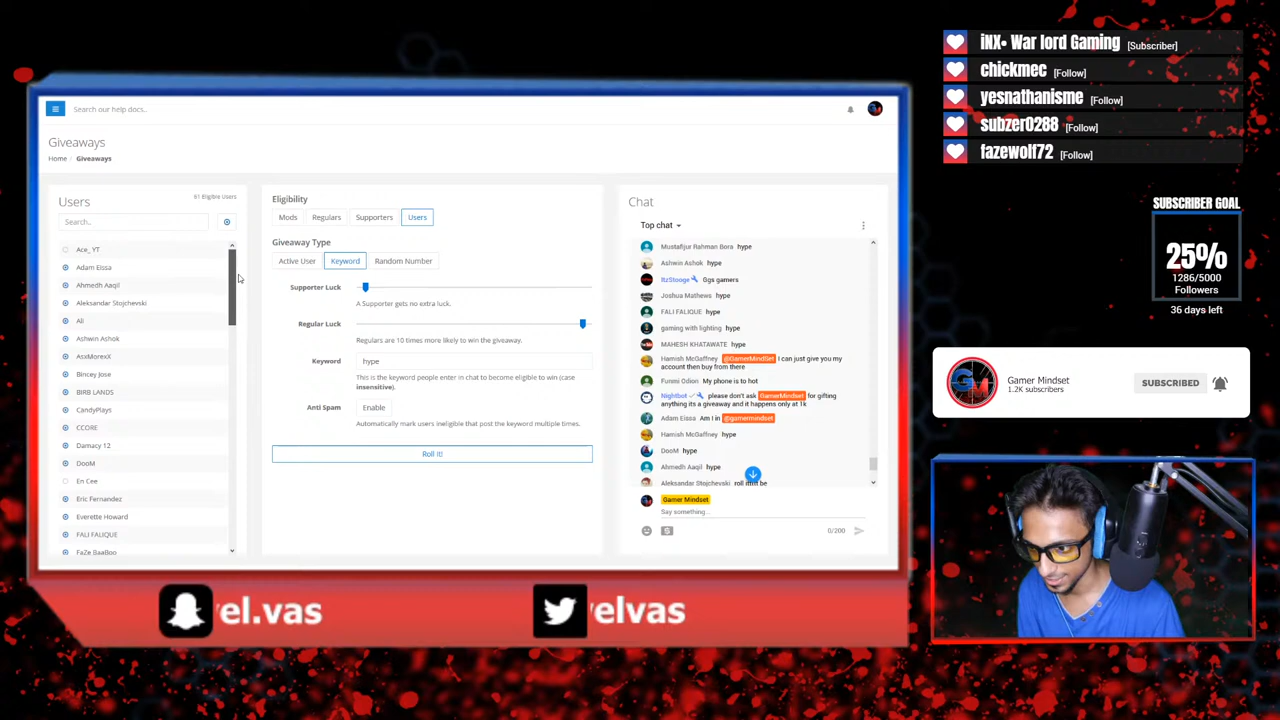 Search our help docs..
Giveaways
Home / Giveaways
Users
61 Eligible Users
Search..
Ace_ YT
Adam Eissa
Ahmedh Aaqil
Aleksandar Stojchevski
Ali
Ashwin Ashok
AsxMorexX
Bincey Jose
BIRB LANDS
CandyPlays
CCORE
Damacy 12
DooM
En Cee
Eric Fernandez
Everette Howard
FALI FALIQUE
FaZe BaaBoo
Eligibility
Mods
Regulars
Supporters
Users
Giveaway Type
Active User
Keyword
Random Number
Supporter Luck
A Supporter gets no extra luck.
Regular Luck
Regulars are 10 times more likely to win the giveaway.
Keyword
hype
This is the keyword people enter in chat to become eligible to win (case
insensitive).
Anti Spam
Enable
Automatically mark users ineligible that post the keyword multiple times.
Roll it!
Chat
Top chat
Mustafijur Rahman Bora hype
Ashwin Ashok hype
ItzStooge Ggs gamers
Joshua Mathews hype
FALI FALIQUE hype
gaming with lighting hype
MAHESH KHATAWATE hype
Hamish McGaffney @GamerMindSet I can just give you my
account then buy from there
Funmi Odion My phone is to hot
Nightbot please don't ask GamerMindset for gifting
anything its a giveaway and it happens only at 1k
Adam Eissa Am I in @gamermindset
Hamish McGaffney hype
DooM hype
Ahmedh Aaqil hype
Aleksandar Stojchevski
Gamer Mindset
Say something...
0/200
iNX• War lord Gaming [Subscriber]
chickmec [Follow]
yesnathanisme [Follow]
subzer0288 [Follow]
fazewolf72 [Follow]
SUBSCRIBER GOAL
25%
1286/5000
Followers
36 days left
GM
Gamer Mindset
1.2K subscribers
SUBSCRIBED
el.vas
elvas